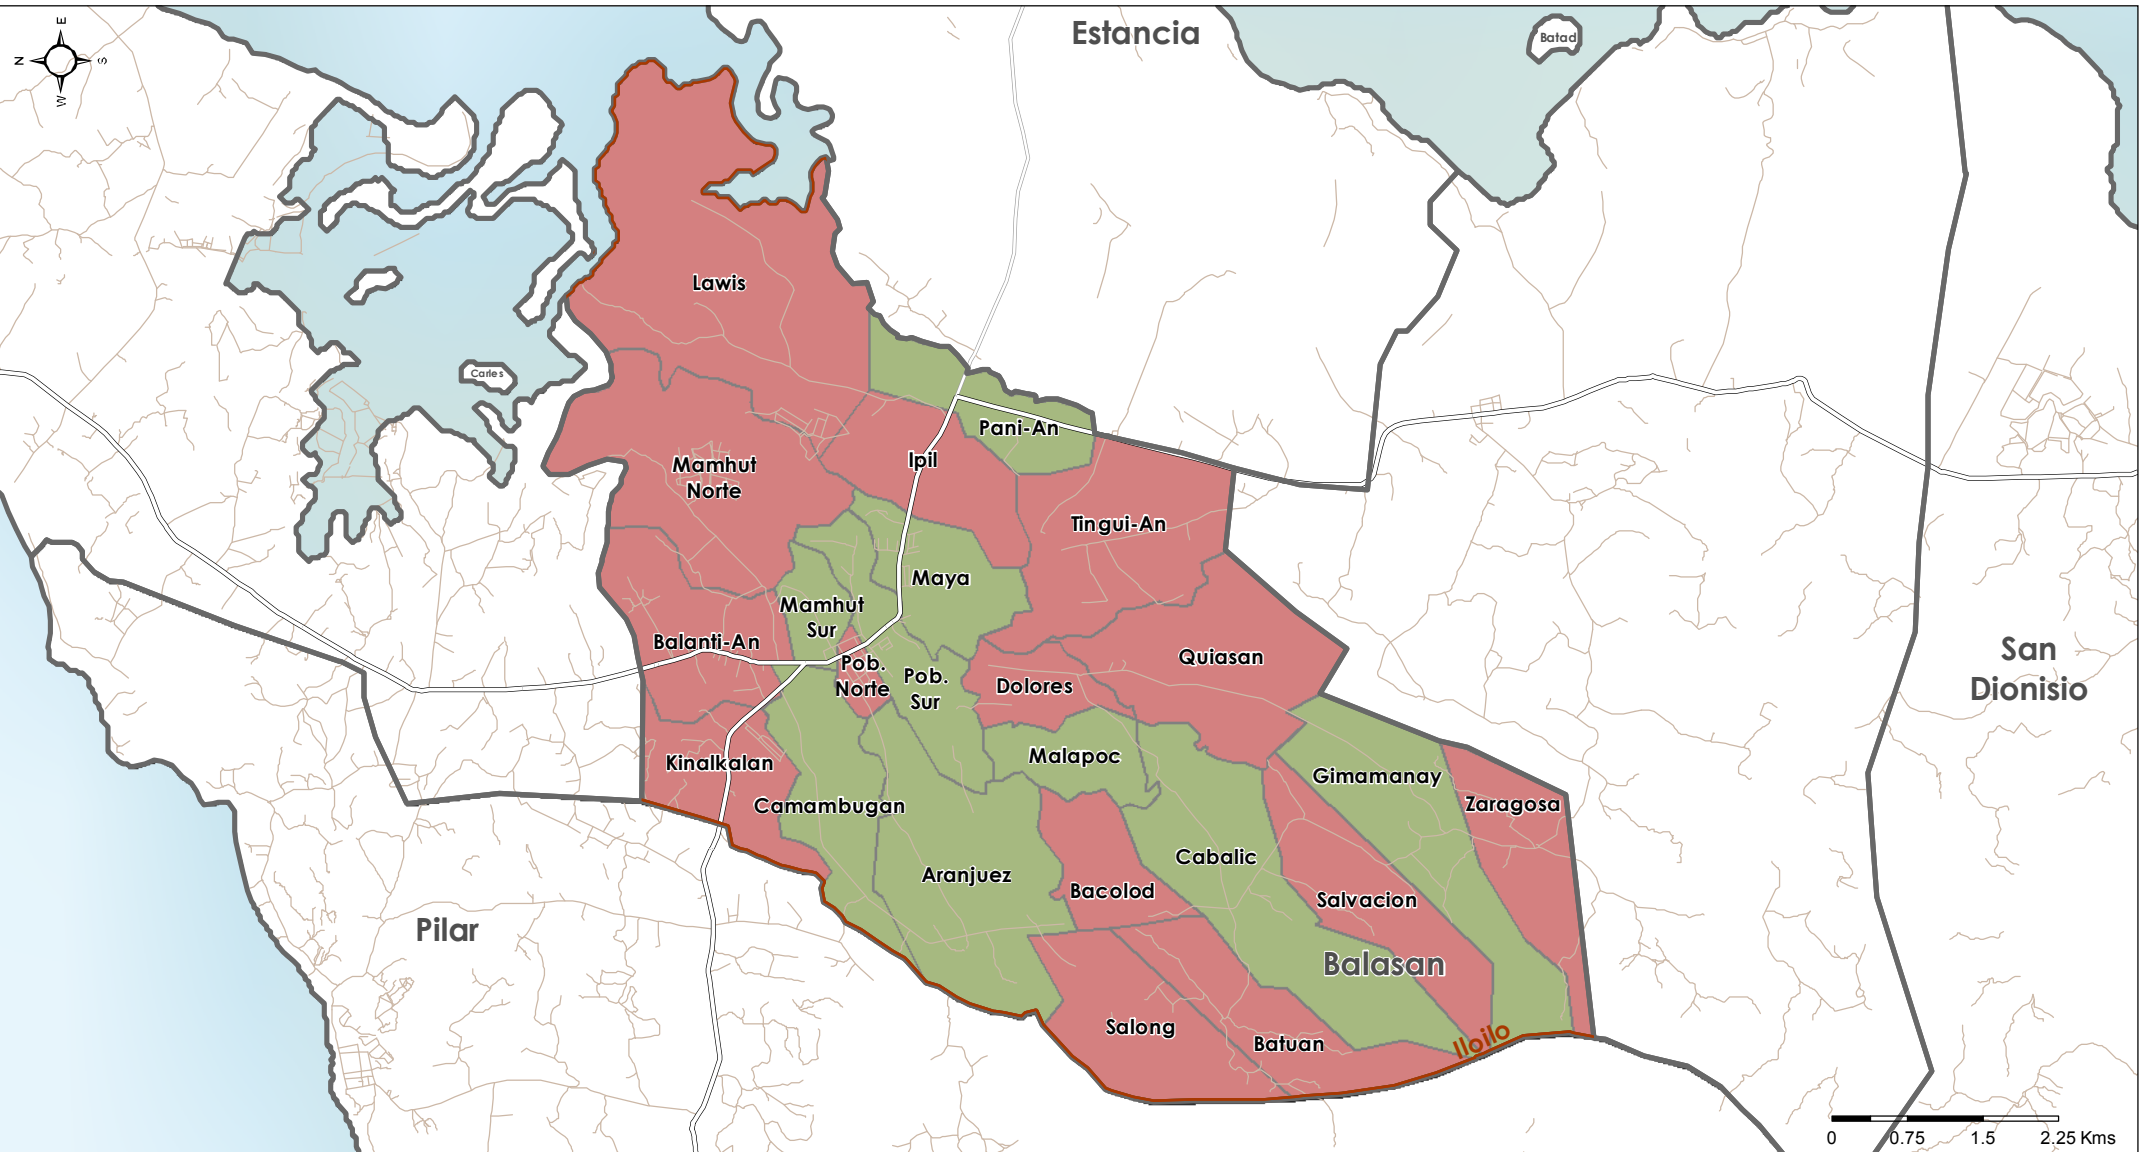 Estancia
Batad
E
N
S
W
Lawis
Carles
Pani-An
Ipil
Mamhut
Norte
Tingui-An
Maya
Mamhut
Sur
Balanti-An
Pob.
Norte
Pob.
Sur
Quiasan
Dolores
San
Dionisio
Malapoc
Kinalkalan
Gimamanay
Camambugan
Zaragosa
Cabalic
Aranjuez
Bacolod
Salvacion
Pilar
Balasan
Salong
Batuan
Iloilo
0 0.75 1.5 2.25 Kms